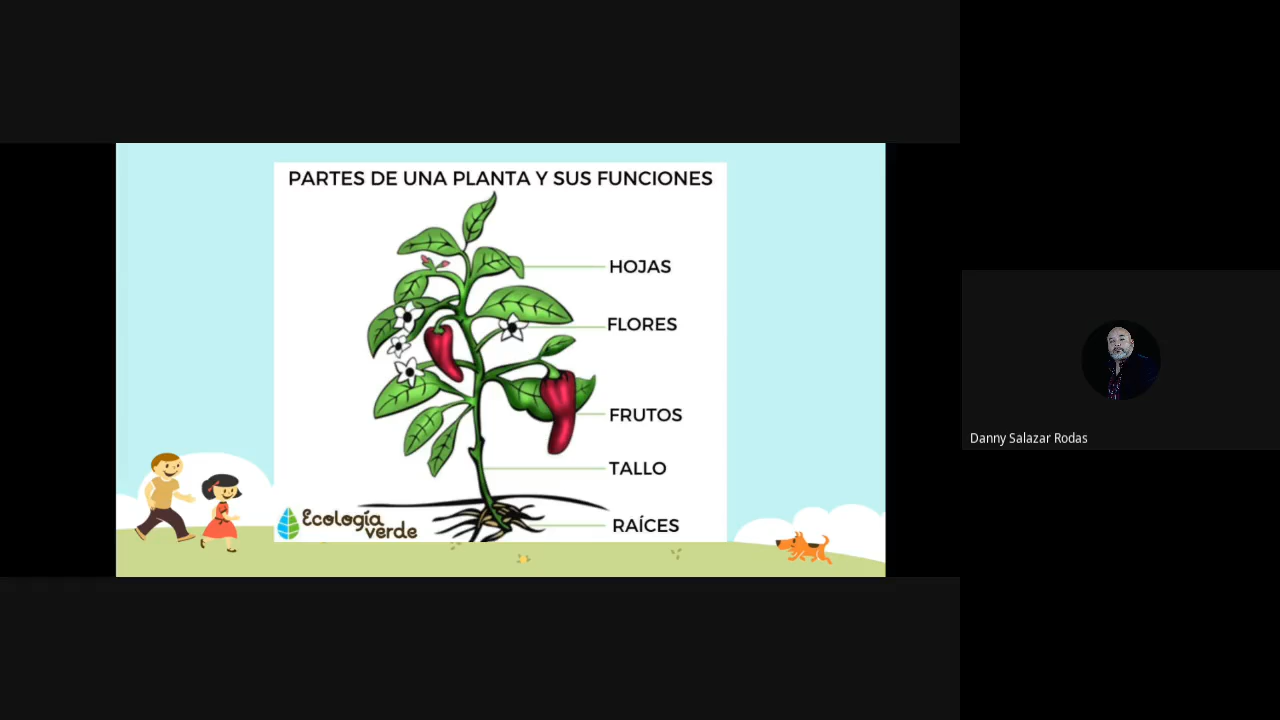 PARTES DE UNA PLANTA Y SUS FUNCIONES
HOJAS
FLORES
FRUTOS
TALLO
RAÍCES
Ecología
verde
Danny Salazar Rodas